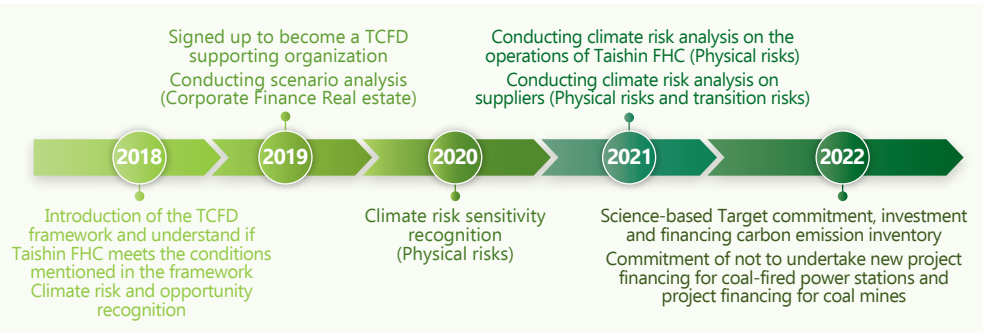 Signed up to become a TCFD
supporting organization
Conducting scenario analysis
(Corporate Finance Real estate)
Conducting climate risk analysis on the
operations of Taishin FHC (Physical risks)
Conducting climate risk analysis on
suppliers (Physical risks and transition risks)
2018
2019
2020
2021
2022
Introduction of the TCFD
framework and understand if
Taishin FHC meets the conditions
mentioned in the framework
Climate risk and opportunity
recognition
Climate risk sensitivity
recognition
(Physical risks)
Science-based Target commitment, investment
and financing carbon emission inventory
Commitment of not to undertake new project
financing for coal-fired power stations and
project financing for coal mines